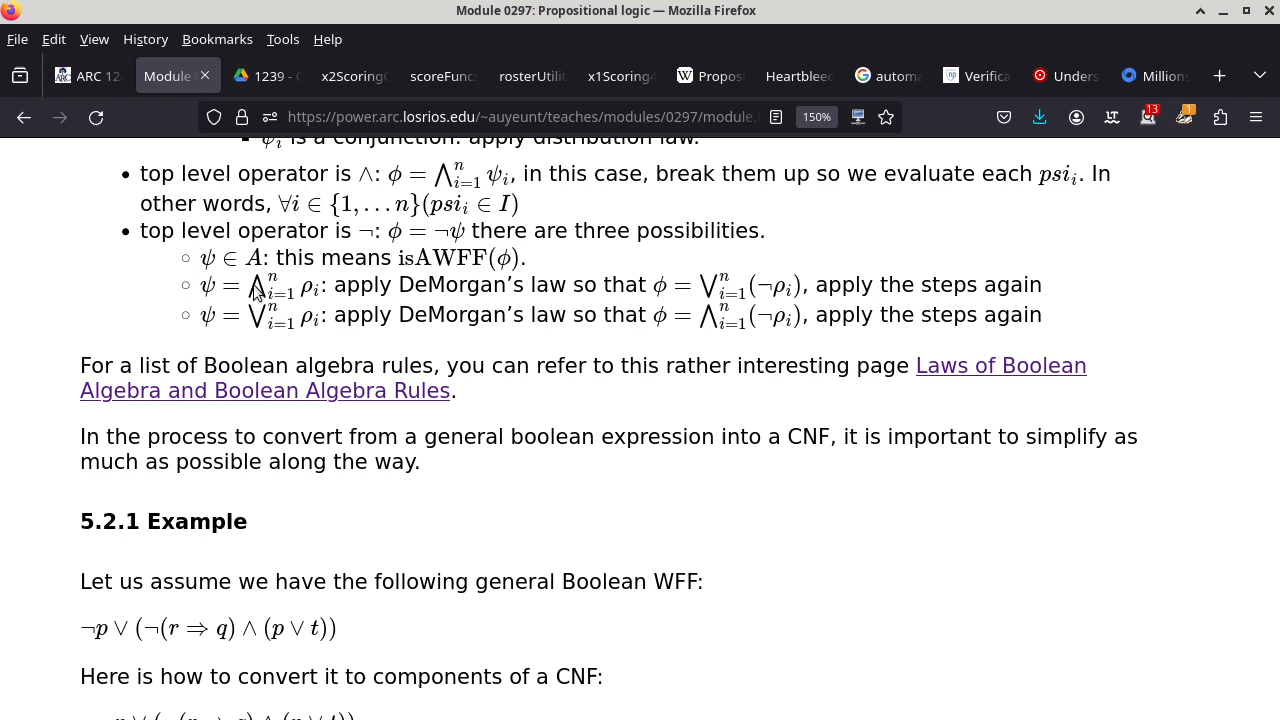 Module 0297: Propositional logic — Mozilla Firefox
File Edit View History Bookmarks Tools Help
ARC 12 Module × 1239 - x2Scoring scoreFunc rosterUtilit x1Scoring4 Propos Heartbleed autom Verifica Unders Millions
https://power.arc.losrios.edu/~auyeunt/teaches/modules/0297/module. 150% 13 1
ψᵢ is a conjunction: apply distribution law.
• top level operator is ∧: ϕ = ⋀ⁿᵢ₌₁ ψᵢ, in this case, break them up so we evaluate each psiᵢ. In
other words, ∀i ∈ {1, … n}(psiᵢ ∈ I)
• top level operator is ¬: ϕ = ¬ψ there are three possibilities.
◦ ψ ∈ A: this means isAWFF(ϕ).
◦ ψ = ⋀ⁿᵢ₌₁ ρᵢ: apply DeMorgan’s law so that ϕ = ⋁ⁿᵢ₌₁(¬ρᵢ), apply the steps again
◦ ψ = ⋁ⁿᵢ₌₁ ρᵢ: apply DeMorgan’s law so that ϕ = ⋀ⁿᵢ₌₁(¬ρᵢ), apply the steps again
For a list of Boolean algebra rules, you can refer to this rather interesting page Laws of Boolean
Algebra and Boolean Algebra Rules.
In the process to convert from a general boolean expression into a CNF, it is important to simplify as
much as possible along the way.
5.2.1 Example
Let us assume we have the following general Boolean WFF:
¬p ∨ (¬(r ⇒ q) ∧ (p ∨ t))
Here is how to convert it to components of a CNF: